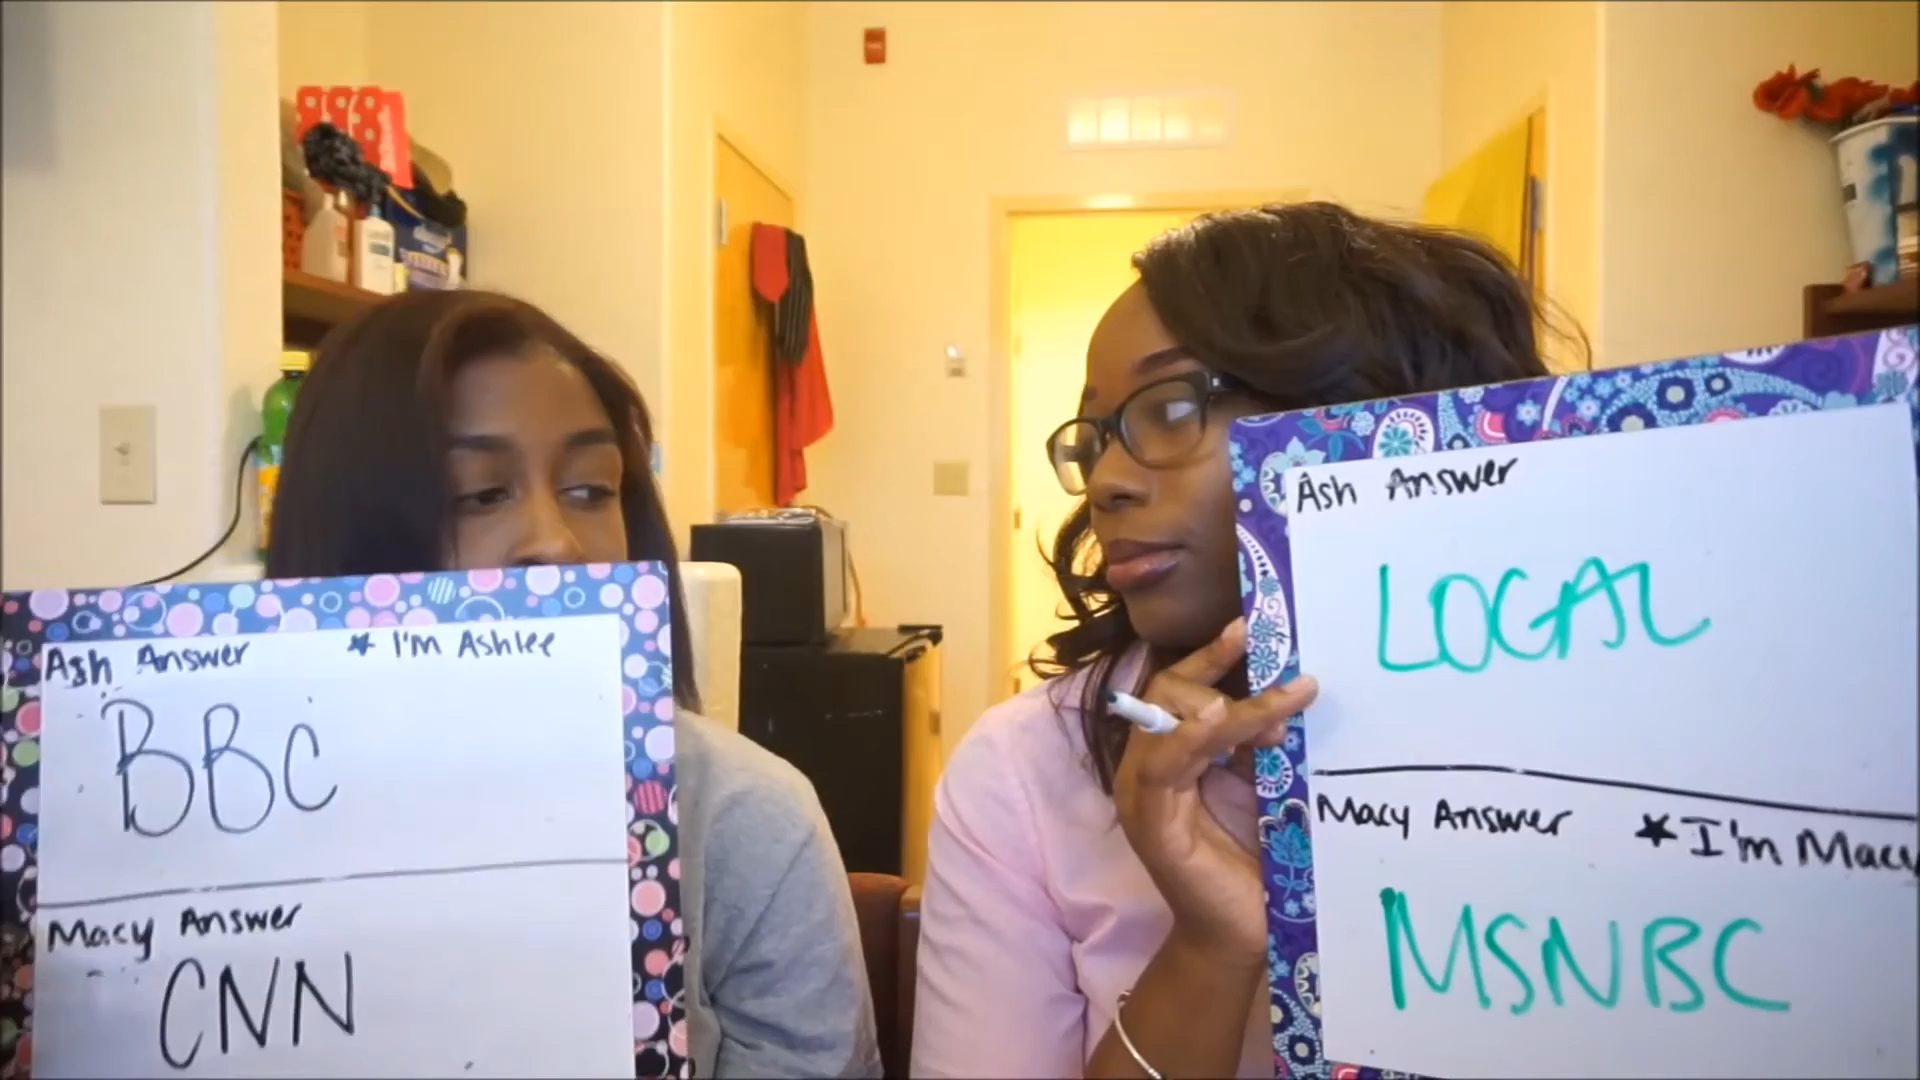 Ash Answer * I'm Ashlee
BBC
Macy Answer
CNN
Ash Answer
LOCAL
Macy Answer * I'm Macy
MSNBC